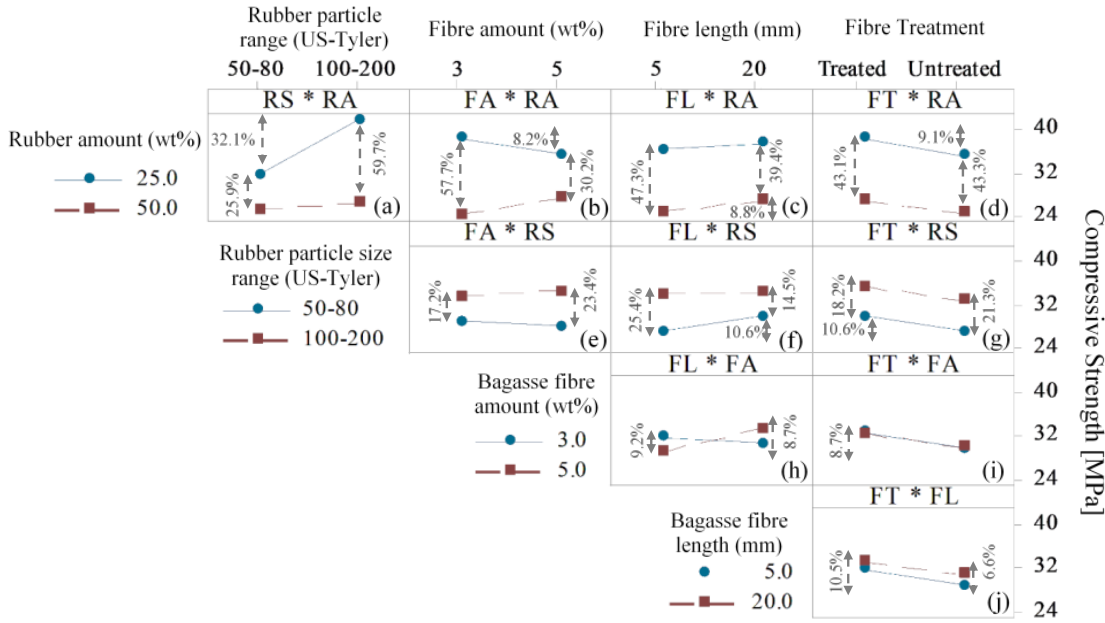 Rubber particle
range (US-Tyler)
50-80 100-200
Fibre amount (wt%)
3 5
Fibre length (mm)
5 20
Fibre Treatment
Treated Untreated
RS * RA FA * RA FL * RA FT * RA
Rubber amount (wt%)
25.0
50.0
32.1%
25.9%
59.7%
(a)
57.7%
8.2%
30.2%
(b)
47.3%
39.4%
8.8%
(c)
43.1%
9.1%
43.3%
(d)
40
32
24
FA * RS FL * RS FT * RS
Rubber particle size
range (US-Tyler)
50-80
100-200
17.2%
23.4%
(e)
25.4%
10.6%
14.5%
(f)
18.2%
10.6%
21.3%
(g)
40
32
24
FL * FA FT * FA
Bagasse fibre
amount (wt%)
3.0
5.0
9.2%
8.7%
(h)
8.7%
(i)
40
32
24
FT * FL
Bagasse fibre
length (mm)
5.0
20.0
10.5%
6.6%
(j)
40
32
24
Compressive Strength [MPa]